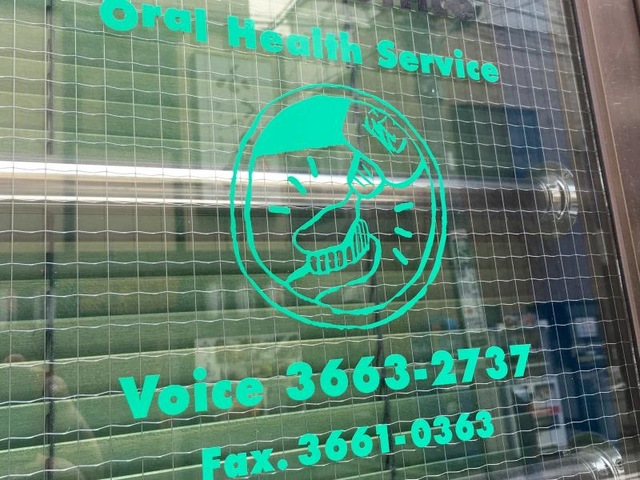 Oral Health Service
Voice 3663-2737
Fax. 3661-0363